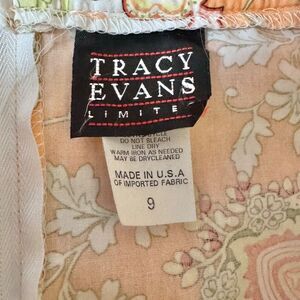 TRACY
EVANS
LIMITE
DO NOT BLEACH
LINE DRY
WARM IRON AS NEEDED
MAY BE DRYCLEANED
MADE IN U.S.A
OF IMPORTED FABRIC
9